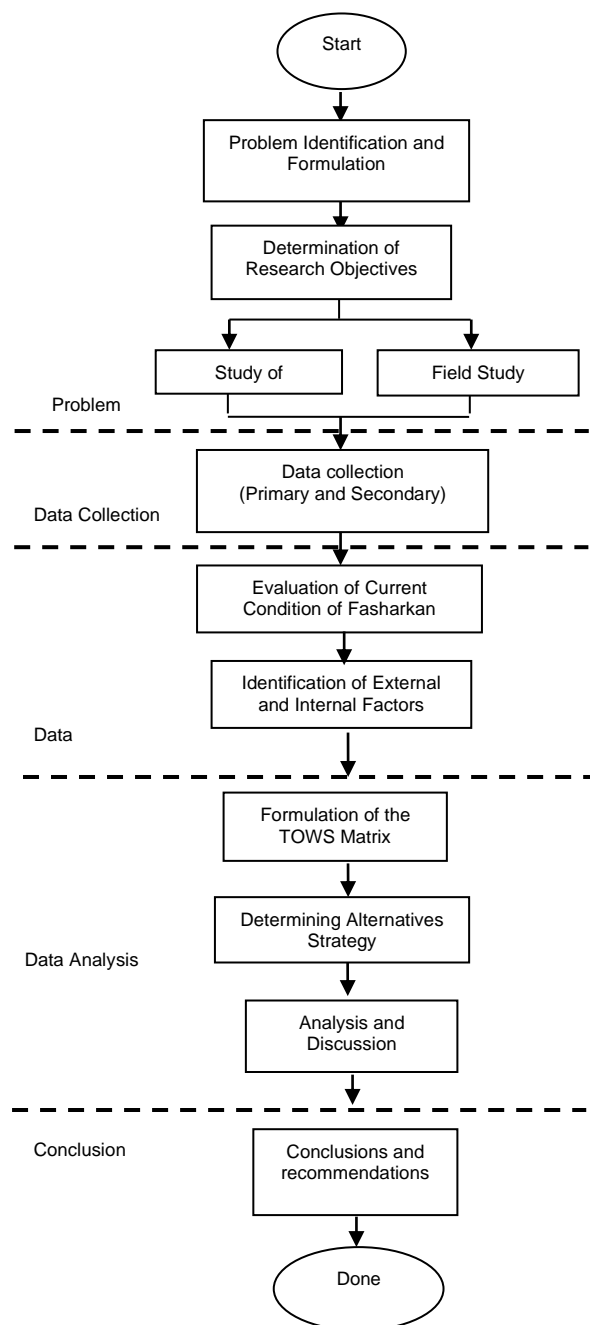 Start
Problem Identification and
Formulation
Determination of
Research Objectives
Study of
Field Study
Problem
Data collection
(Primary and Secondary)
Data Collection
Evaluation of Current
Condition of Fasharkan
Identification of External
and Internal Factors
Data
Formulation of the
TOWS Matrix
Determining Alternatives
Strategy
Data Analysis
Analysis and
Discussion
Conclusion
Conclusions and
recommendations
Done